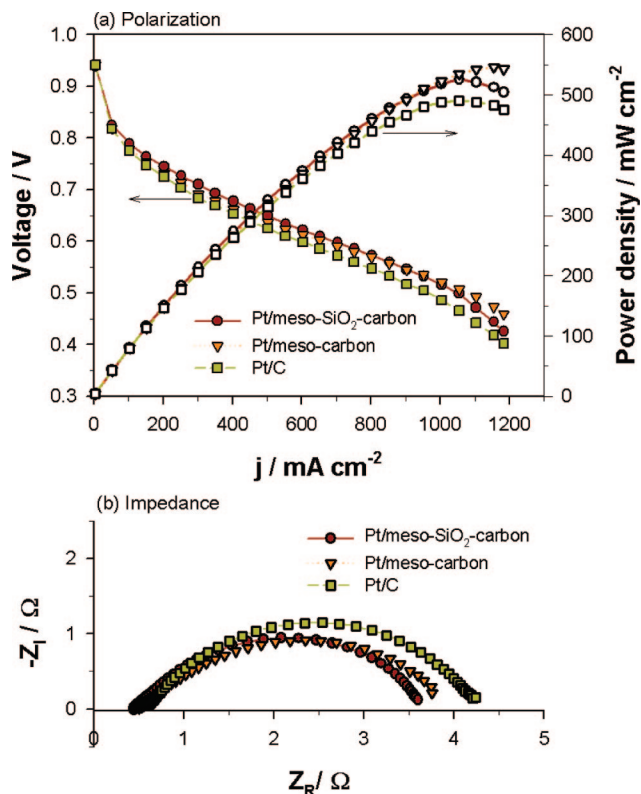 (a) Polarization
1.0
0.9
0.8
0.7
0.6
0.5
0.4
0.3
Voltage / V
600
500
400
300
200
100
0
Power density / mW cm⁻²
Pt/meso-SiO₂-carbon
Pt/meso-carbon
Pt/C
0 200 400 600 800 1000 1200
j / mA cm⁻²
(b) Impedance
2
1
0
-Z_I / Ω
Pt/meso-SiO₂-carbon
Pt/meso-carbon
Pt/C
0 1 2 3 4 5
Z_R/ Ω